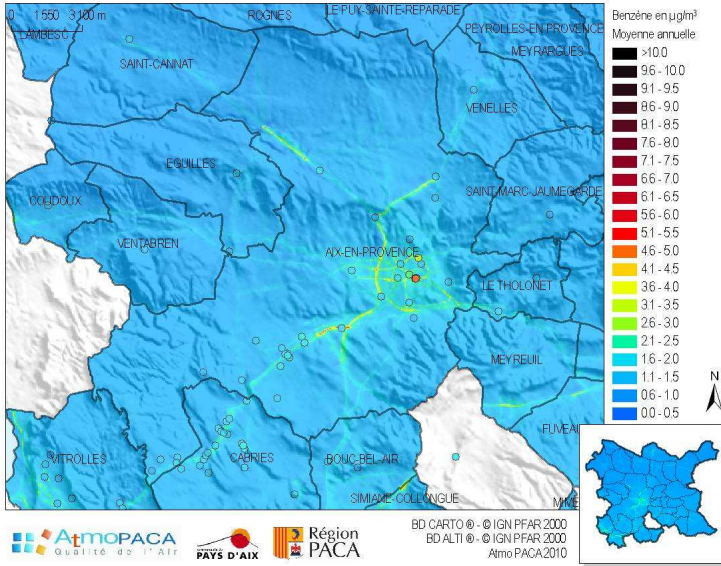 0 1 550 3 100 m
LAMBESC
ROGNES
LE-PUY-SAINTE-REPARADE
PEYROLLES-EN-PROVENCE
MEYRARGUES
SAINT-CANNAT
VENELLES
EGUILLES
SAINT-MARC-JAUMEGARDE
COUDOUX
VENTABREN
AIX-EN-PROVENCE
LE THOLONET
MEYREUIL
FUVEAU
VITROLLES
CABRIES
BOUC-BEL-AIR
SIMIANE-COLLONGUE
MIME
Benzène en µg/m³
Moyenne annuelle
>10.0
9.6 - 10.0
9.1 - 9.5
8.6 - 9.0
8.1 - 8.5
7.6 - 8.0
7.1 - 7.5
6.6 - 7.0
6.1 - 6.5
5.6 - 6.0
5.1 - 5.5
4.6 - 5.0
4.1 - 4.5
3.6 - 4.0
3.1 - 3.5
2.6 - 3.0
2.1 - 2.5
1.6 - 2.0
1.1 - 1.5
0.6 - 1.0
0.0 - 0.5
N
AtmoPACA
Qualité de l'Air
PAYS D'AIX
Région
PACA
BD CARTO ® - © IGN PFAR 2000
BD ALTI ® - © IGN PFAR 2000
Atmo PACA 2010